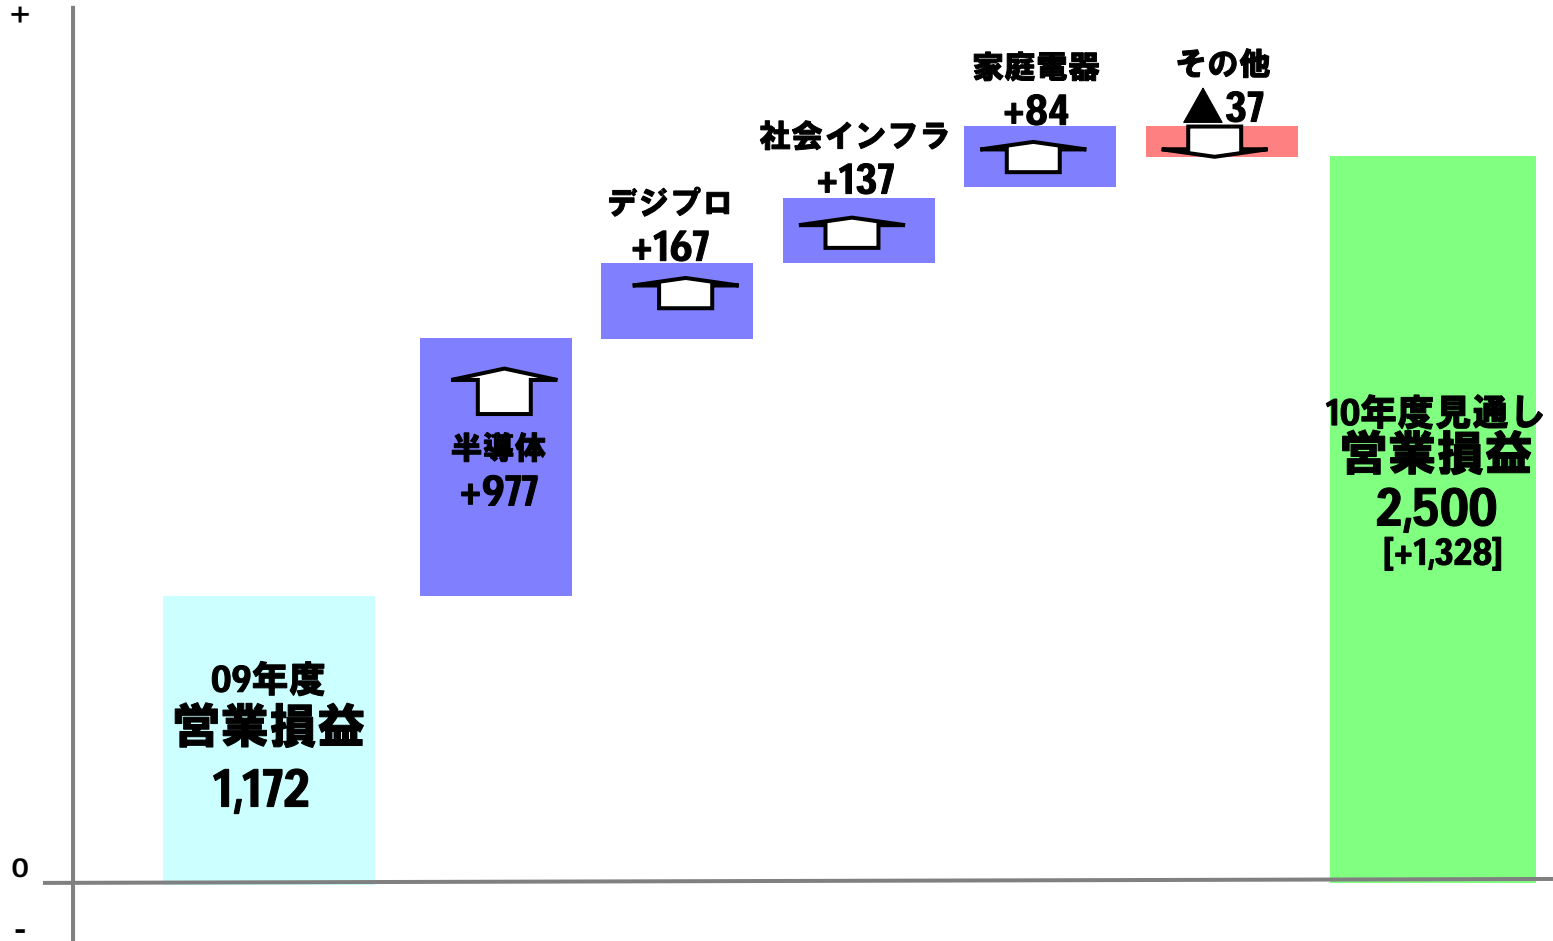 +
家庭電器
+84
その他
▲37
社会インフラ
+137
デジプロ
+167
半導体
+977
10年度見通し
営業損益
2,500
[+1,328]
09年度
営業損益
1,172
0
-